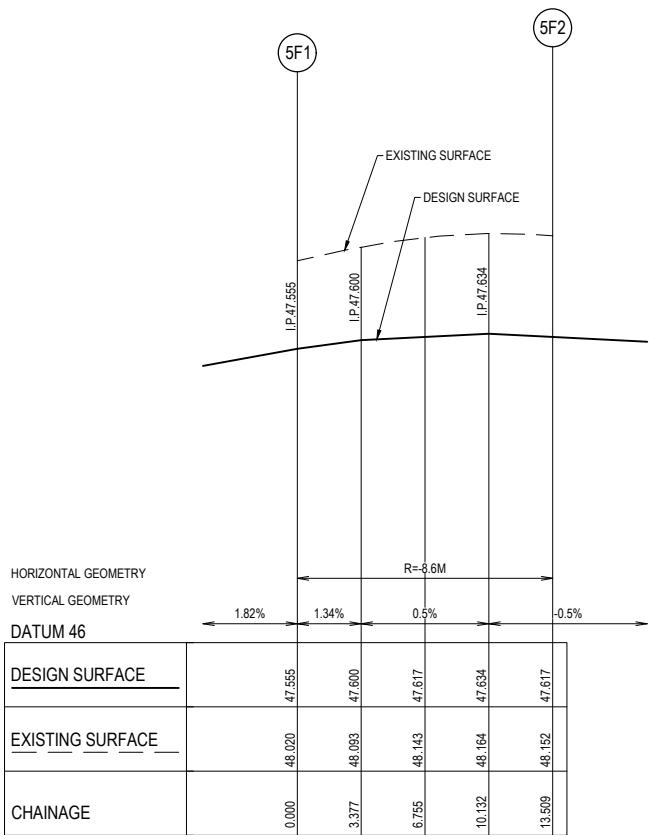 5F1
5F2
EXISTING SURFACE
DESIGN SURFACE
I.P.47.555
I.P.47.600
I.P.47.634
HORIZONTAL GEOMETRY
R=-8.6M
VERTICAL GEOMETRY
1.82% 1.34% 0.5% -0.5%
DATUM 46
DESIGN SURFACE 47.555 47.600 47.617 47.634 47.617
EXISTING SURFACE 48.020 48.093 48.143 48.164 48.152
CHAINAGE 0.000 3.377 6.755 10.132 13.509